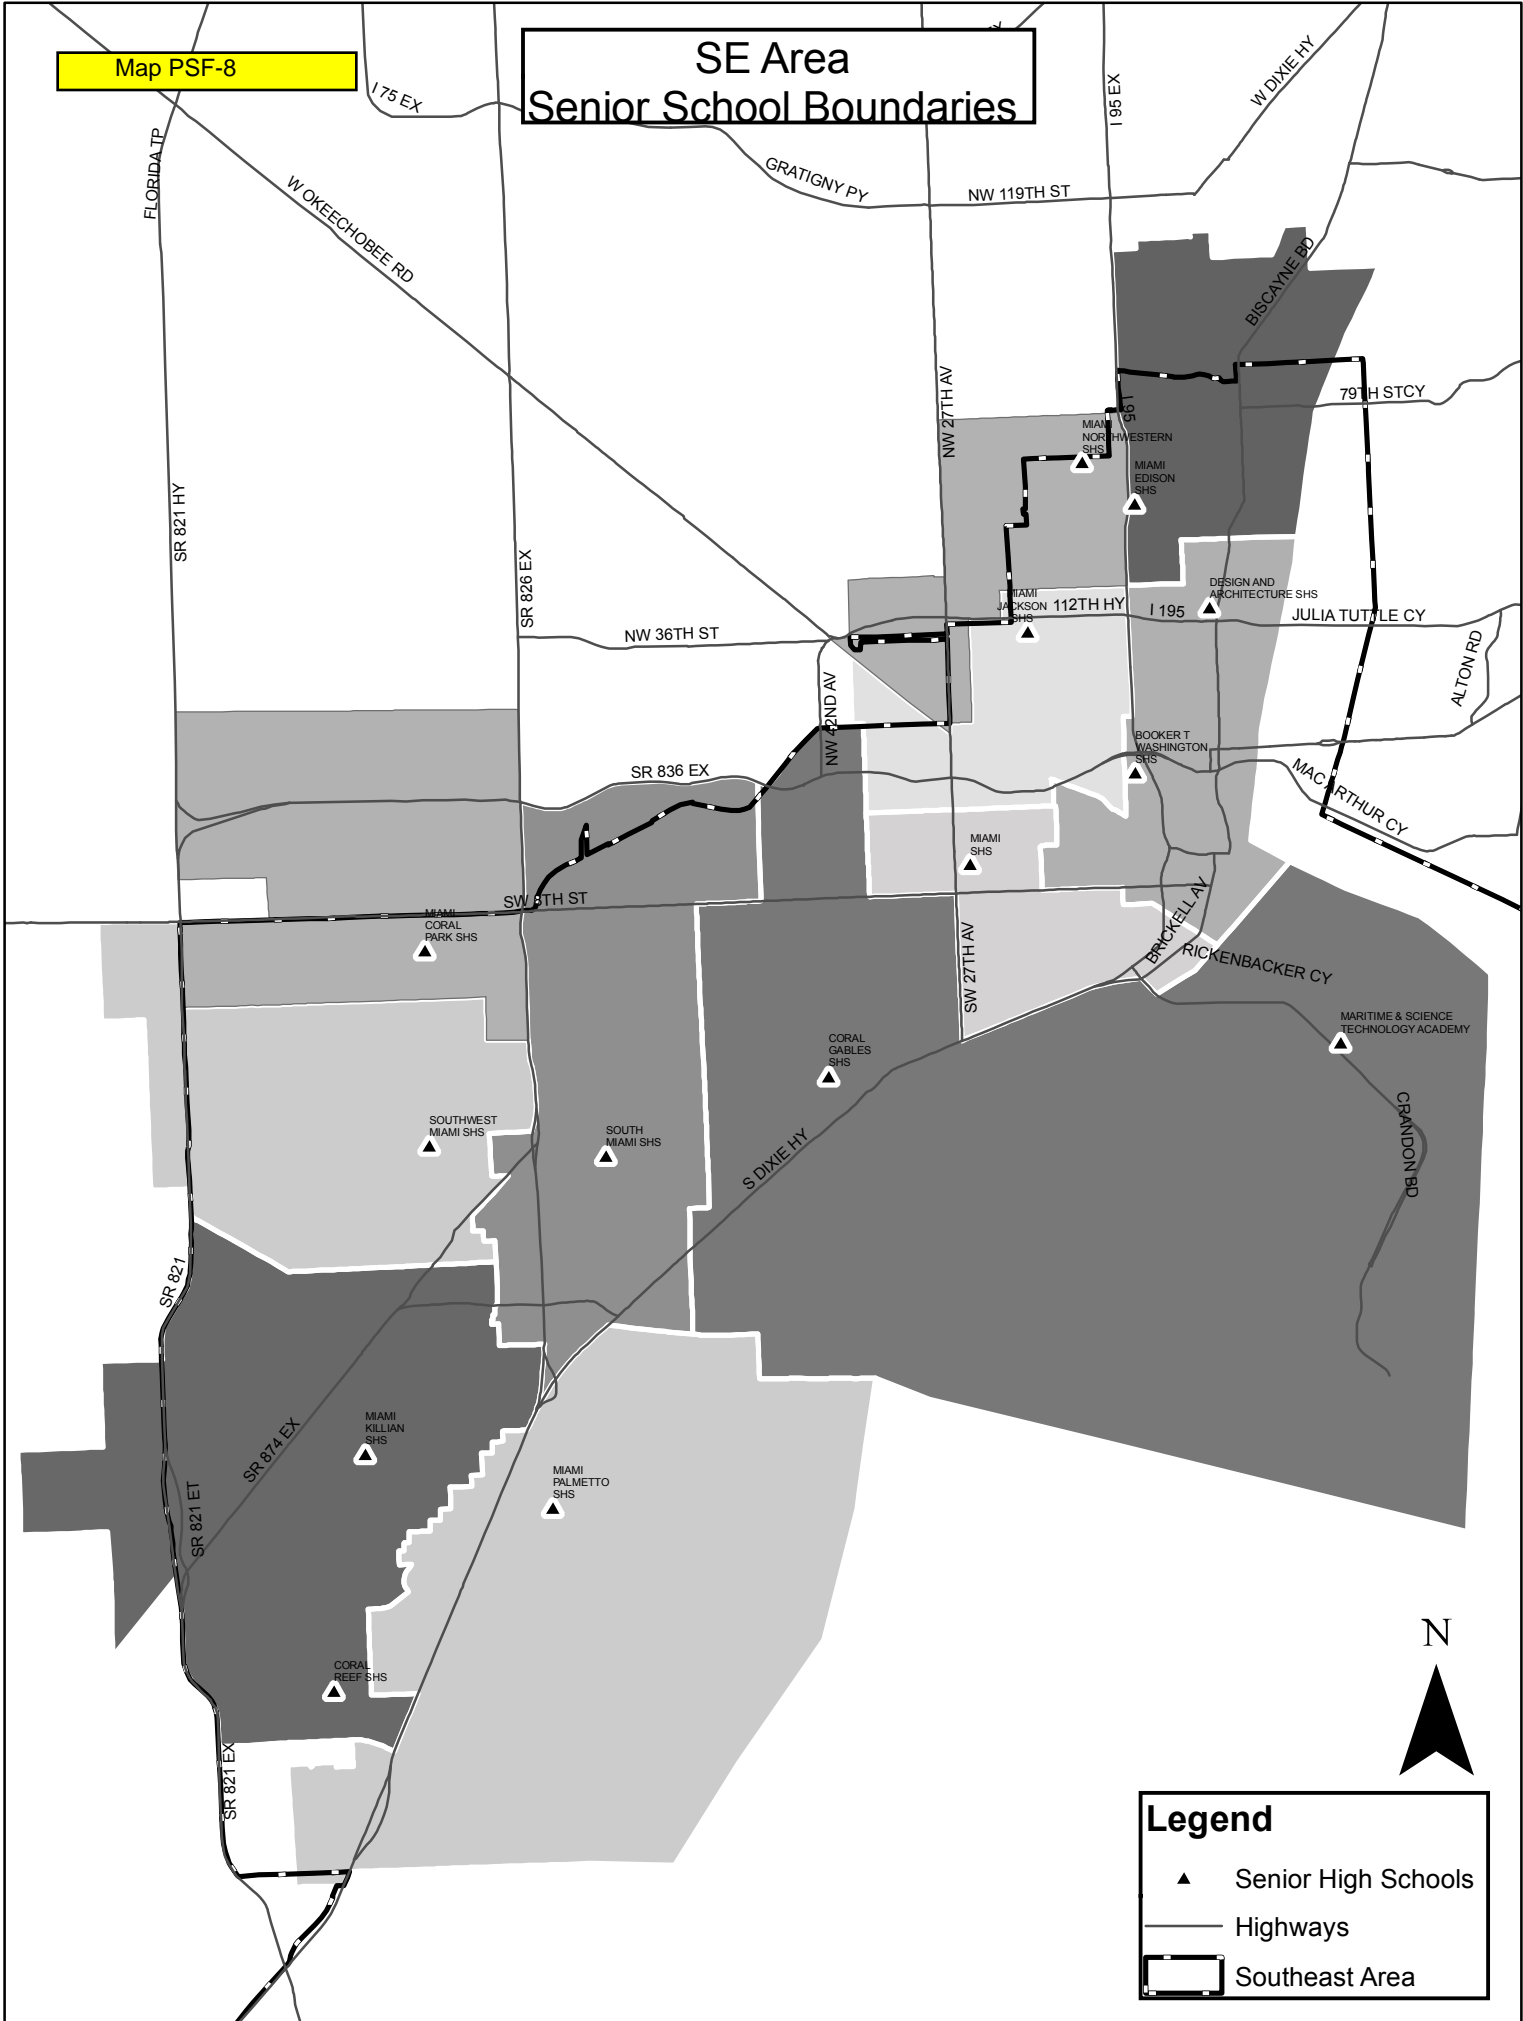 Map PSF-8
SE Area
Senior School Boundaries
I 75 EX
I 95 EX
W DIXIE HY
FLORIDA TP
GRATIGNY PY
NW 119TH ST
W OKEECHOBEE RD
BISCAYNE BD
NW 27TH AV
79TH STCY
I 95
MIAMI
NORTHWESTERN
SHS
MIAMI
EDISON
SHS
SR 821 HY
SR 826 EX
DESIGN AND
ARCHITECTURE SHS
MIAMI
JACKSON
SHS
112TH HY
I 195
JULIA TUTTLE CY
NW 36TH ST
ALTON RD
NW 42ND AV
BOOKER T
WASHINGTON
SHS
SR 836 EX
MAC ARTHUR CY
MIAMI
SHS
SW 8TH ST
BRICKELL AV
MIAMI
CORAL
PARK SHS
SW 27TH AV
RICKENBACKER CY
MARITIME & SCIENCE
TECHNOLOGY ACADEMY
CORAL
GABLES
SHS
SOUTHWEST
MIAMI SHS
SOUTH
MIAMI SHS
CRANDON BD
S DIXIE HY
SR 821
MIAMI
KILLIAN
SHS
SR 874 EX
MIAMI
PALMETTO
SHS
SR 821 ET
CORAL
REEF SHS
SR 821 EX
N
Legend
Senior High Schools
Highways
Southeast Area